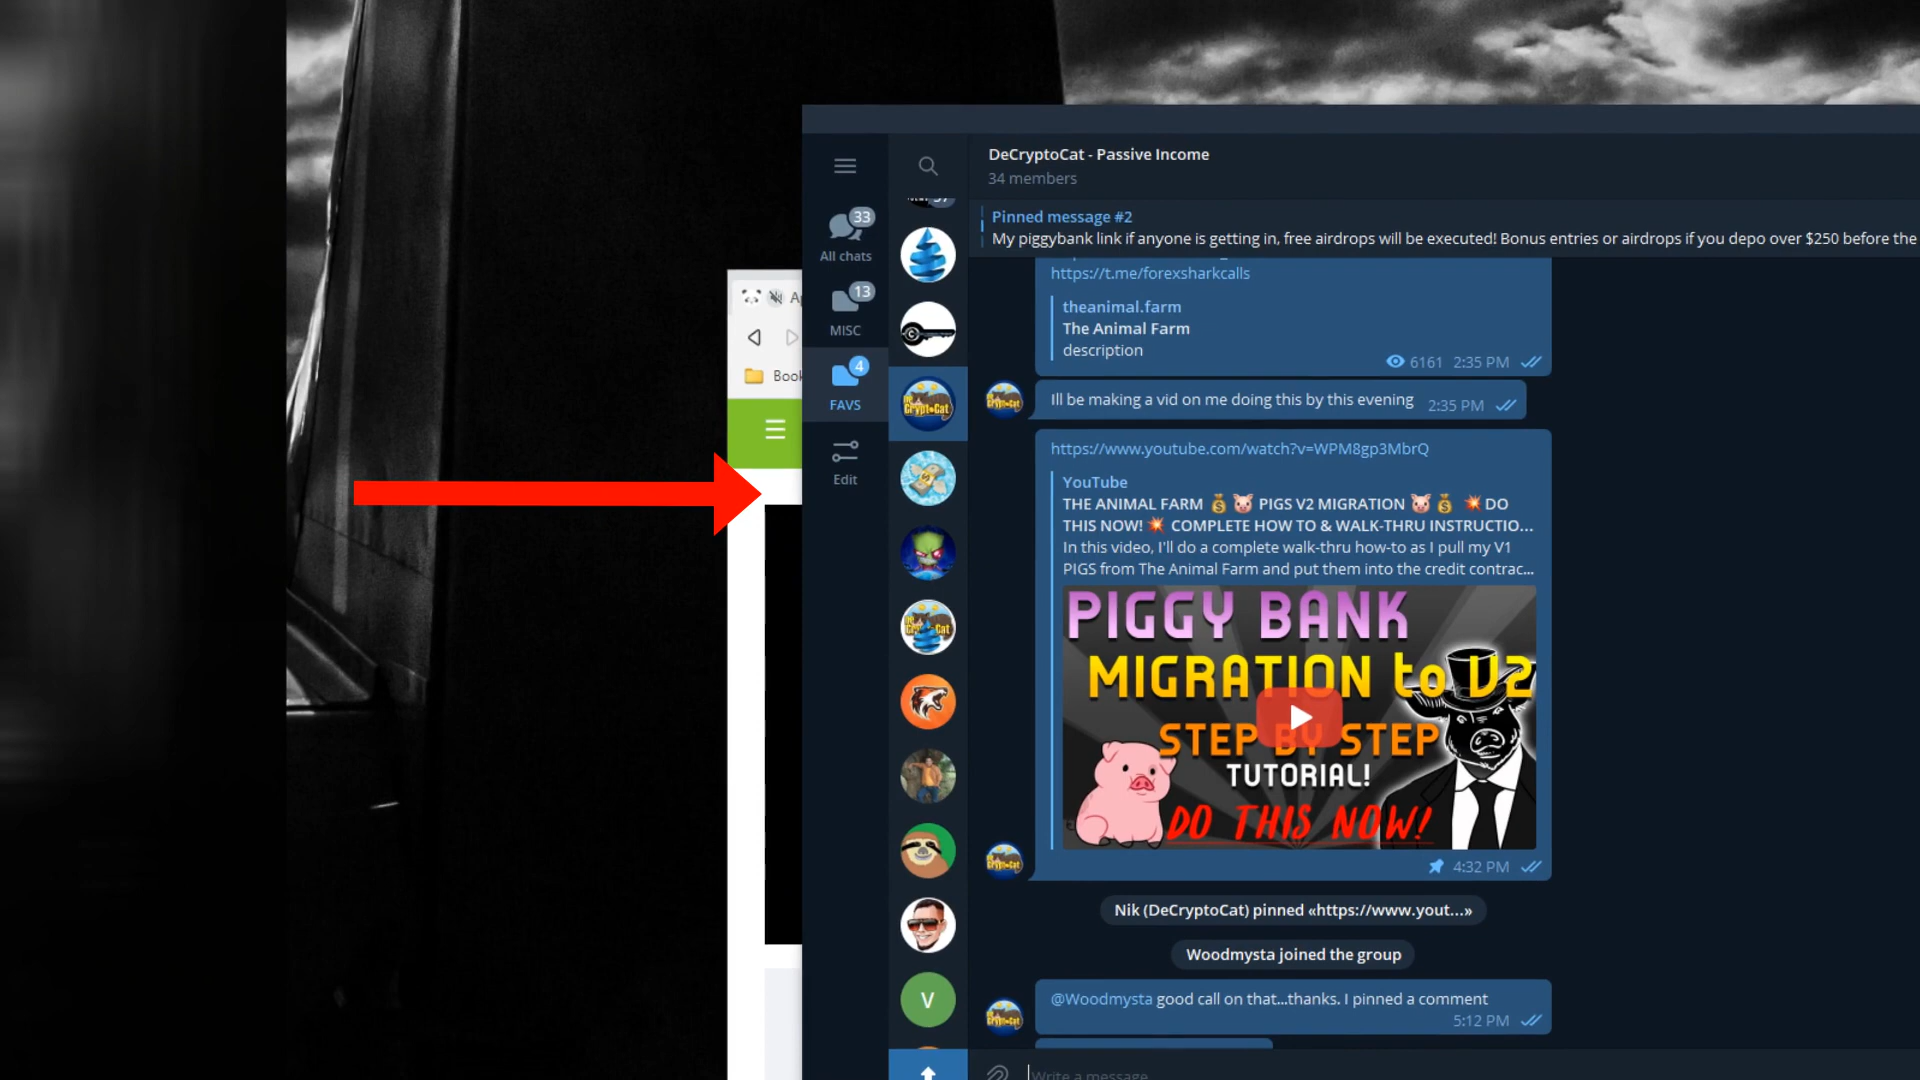 DeCryptoCat - Passive Income
34 members
33
All chats
Pinned message #2
My piggybank link if anyone is getting in, free airdrops will be executed! Bonus entries or airdrops if you depo over $250 before the
https://t.me/forexsharkcalls
13
MISC
theanimal.farm
The Animal Farm
description
6161 2:35 PM
4
FAVS
Book
Ill be making a vid on me doing this by this evening 2:35 PM
Edit
https://www.youtube.com/watch?v=WPM8gp3MbrQ
YouTube
THE ANIMAL FARM 💰 🐷 PIGS V2 MIGRATION 🐷 💰 💥 DO
THIS NOW! 💥 COMPLETE HOW TO & WALK-THRU INSTRUCTIO...
In this video, I'll do a complete walk-thru how-to as I pull my V1
PIGS from The Animal Farm and put them into the credit contrac...
PIGGY BANK
MIGRATION to V2
STEP BY STEP
TUTORIAL!
DO THIS NOW!
4:32 PM
Nik (DeCryptoCat) pinned «https://www.yout...»
Woodmysta joined the group
V
@Woodmysta good call on that...thanks. I pinned a comment
5:12 PM
Write a message...